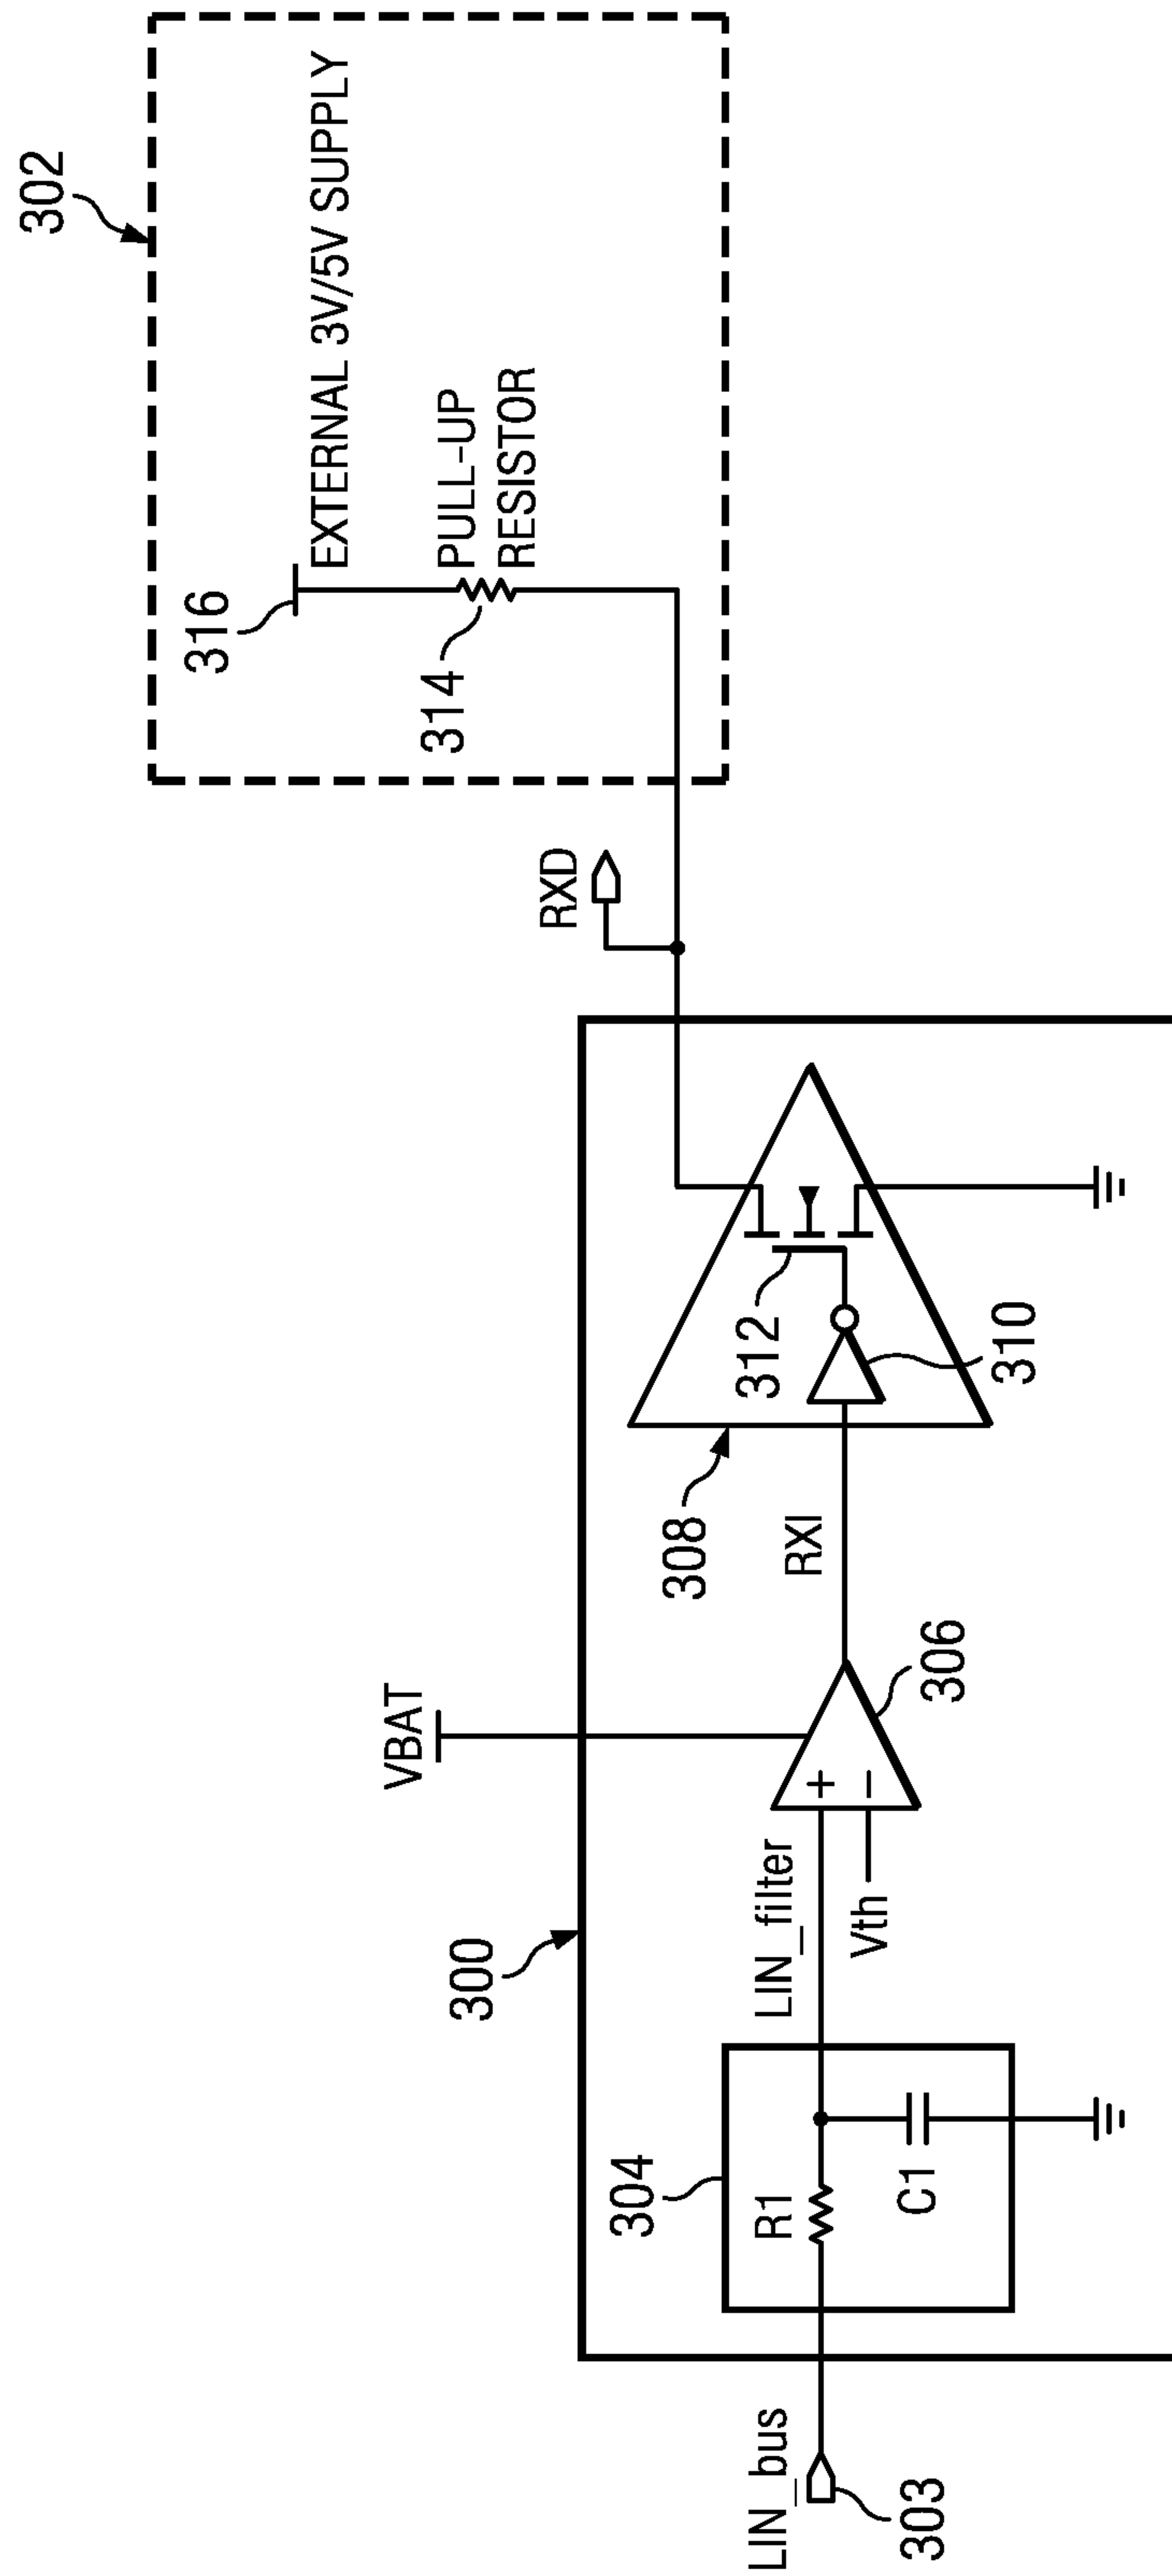 302
316
EXTERNAL 3V/5V SUPPLY
314
PULL-UP
RESISTOR
RXD
VBAT
300
308
312
310
RXI
306
LIN_filter
+
−
Vth
304
R1
C1
LIN_bus
303